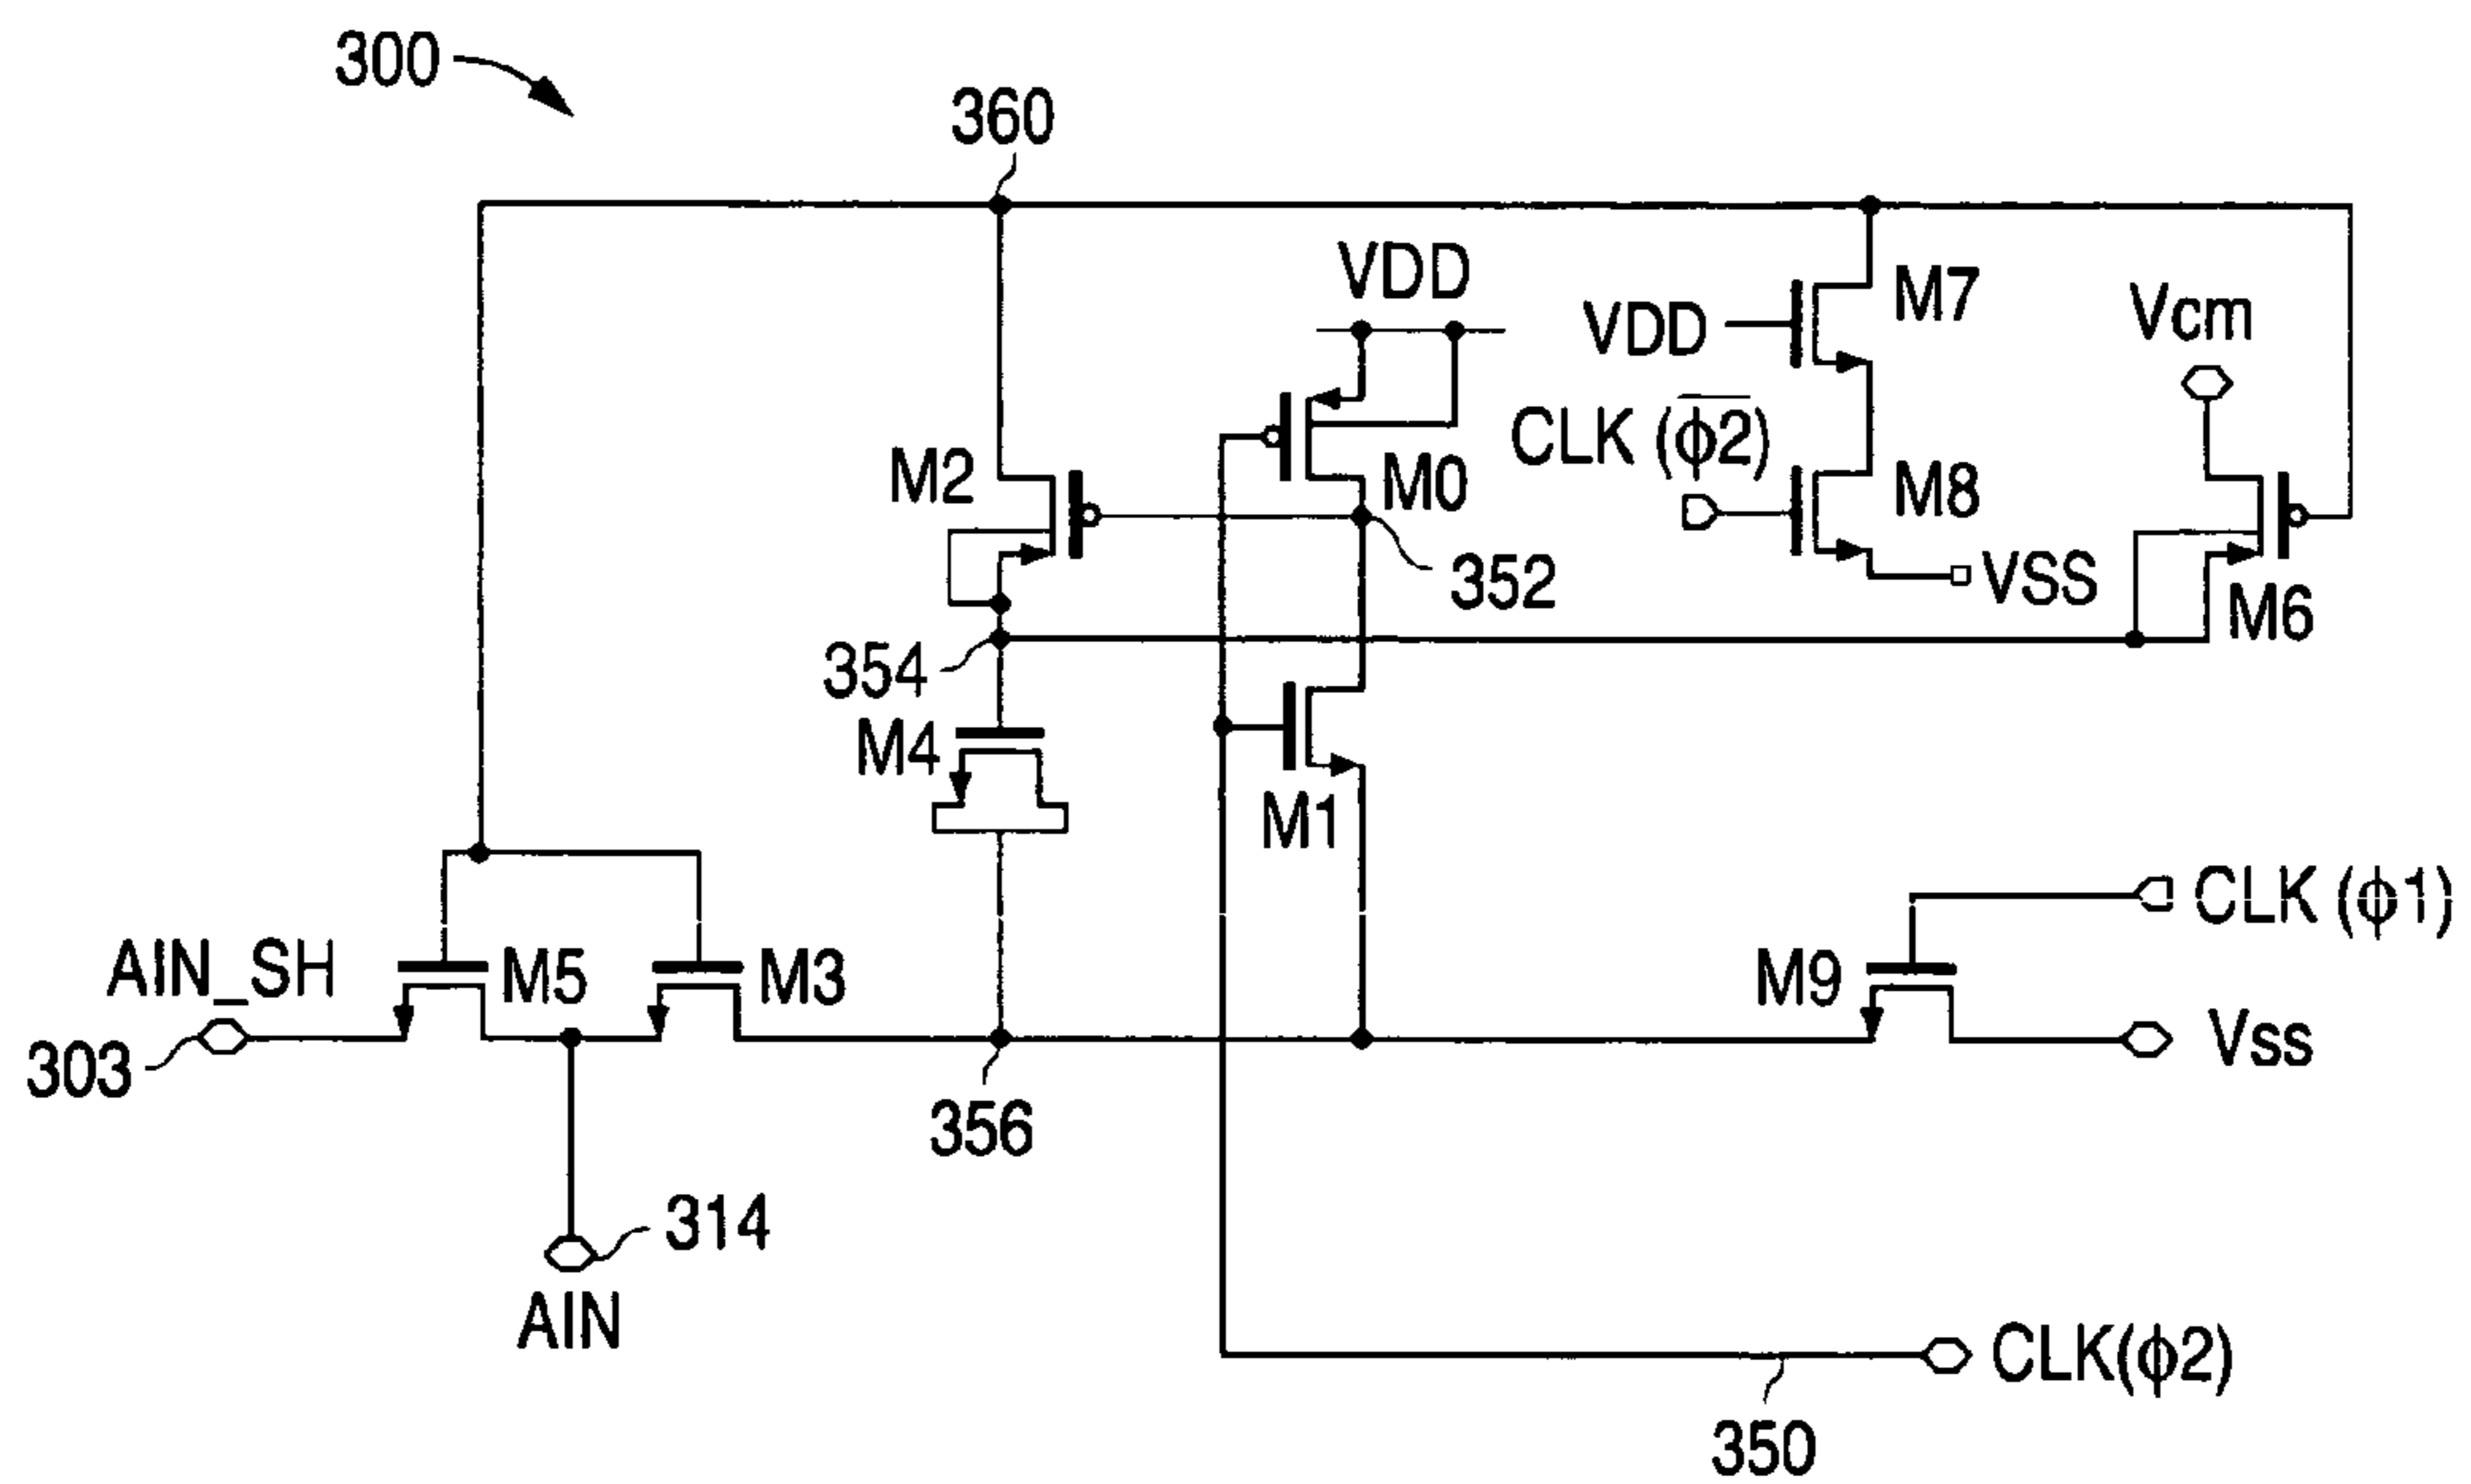 300
360
VDD
M7
VDD
Vcm
CLK (φ2̅)
M2
M0
M8
352
VSS
M6
354
M4
M1
CLK (φ1)
AIN_SH
M5
M3
M9
303
Vss
356
314
AIN
CLK(φ2)
350